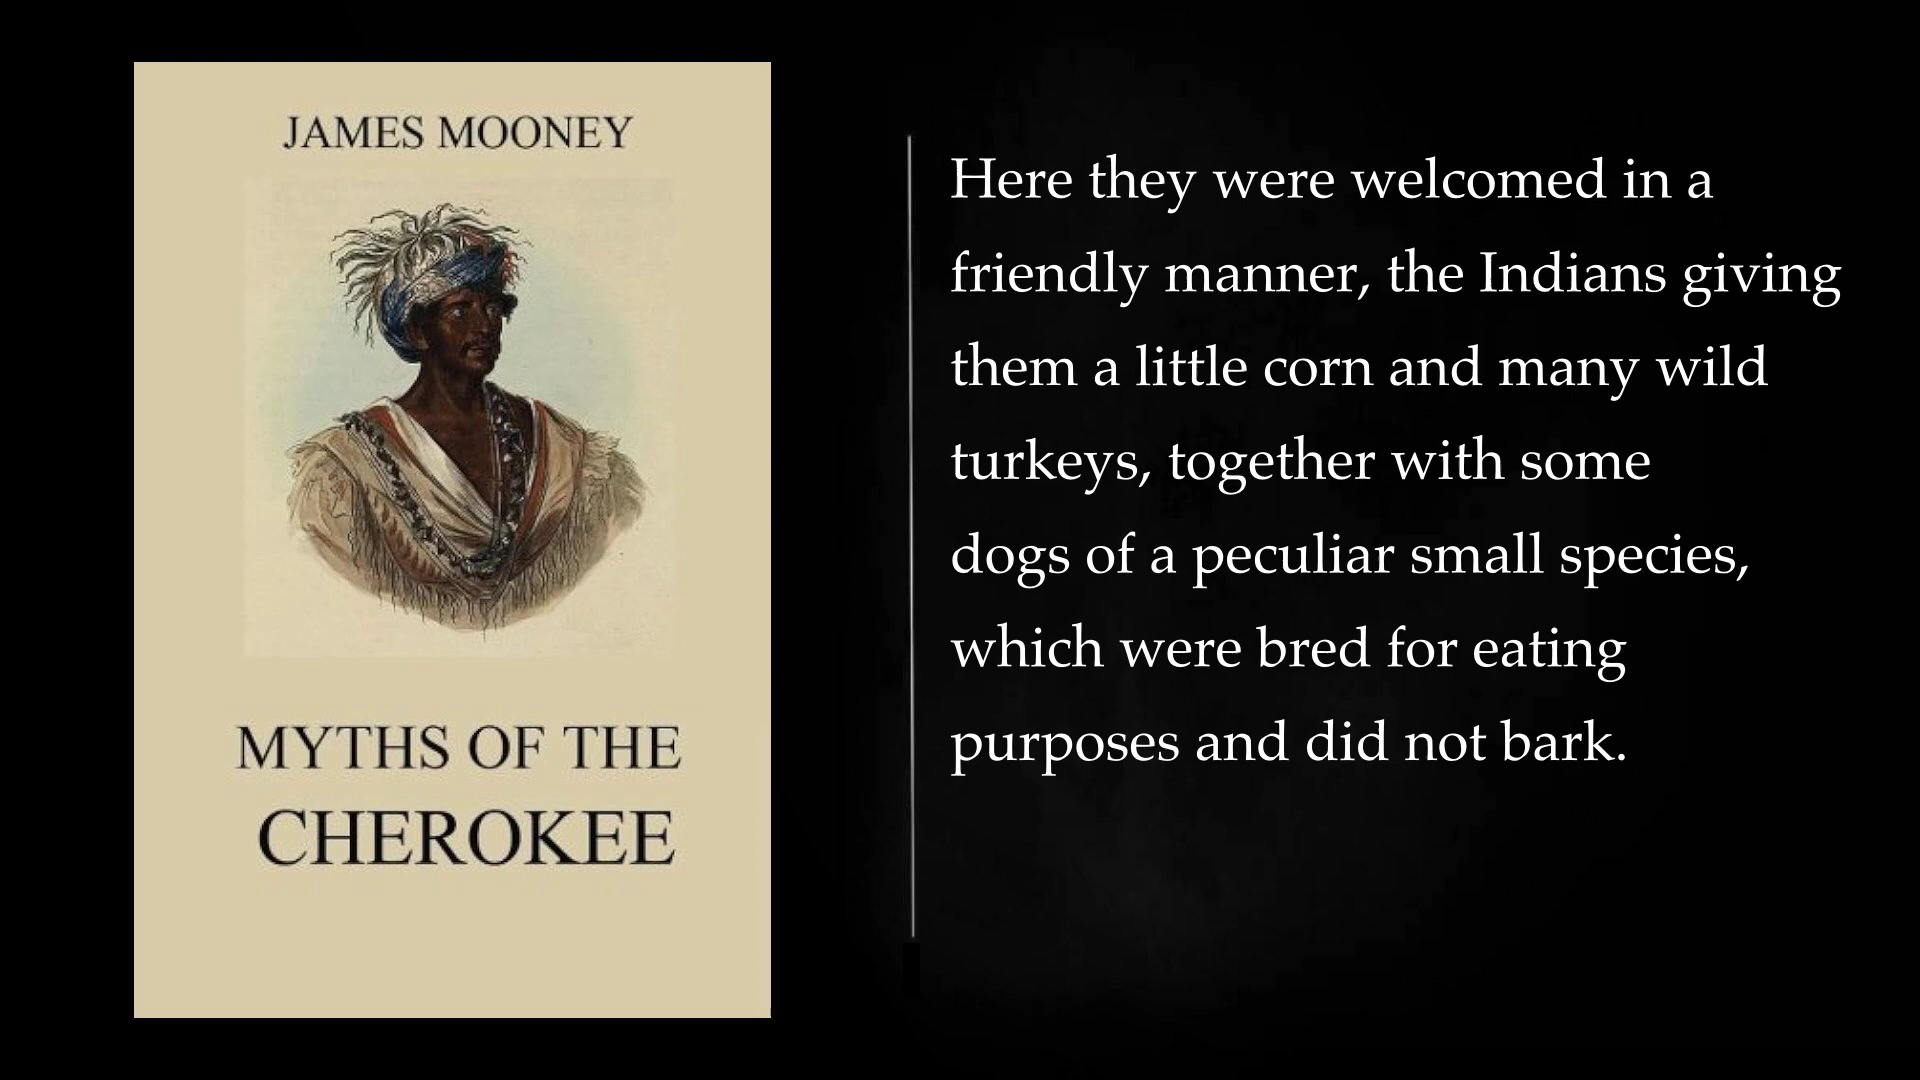 JAMES MOONEY
MYTHS OF THE
CHEROKEE
Here they were welcomed in a
friendly manner, the Indians giving
them a little corn and many wild
turkeys, together with some
dogs of a peculiar small species,
which were bred for eating
purposes and did not bark.